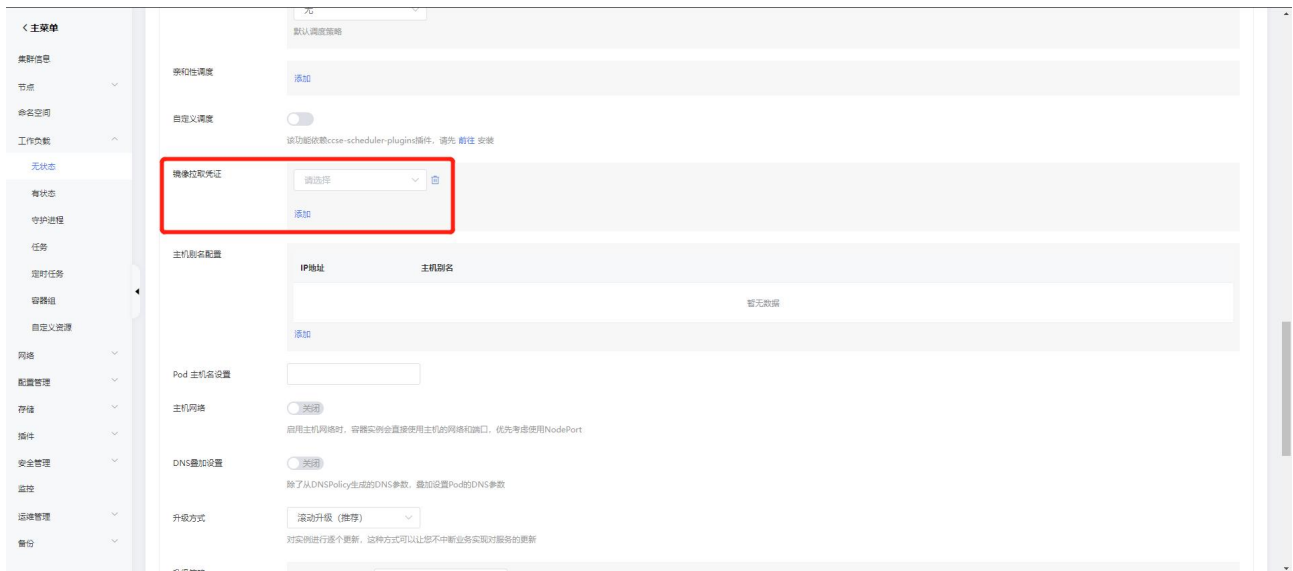 主菜单
集群信息
节点
命名空间
工作负载
无状态
有状态
守护进程
任务
定时任务
容器组
自定义资源
网络
配置管理
存储
插件
安全管理
监控
运维管理
备份
无
默认调度策略
亲和性调度
添加
自定义调度
该功能依赖ccse-scheduler-plugins插件，请先 前往 安装
镜像拉取凭证
请选择
添加
主机别名配置
IP地址 主机别名
暂无数据
添加
Pod 主机名设置
主机网络
关闭
启用主机网络时，容器实例会直接使用主机的网络和端口，优先考虑使用NodePort
DNS叠加设置
关闭
除了从DNSPolicy生成的DNS参数，叠加设置Pod的DNS参数
升级方式
滚动升级（推荐）
对实例进行逐个更新，这种方式可以让您不中断业务实现对服务的更新